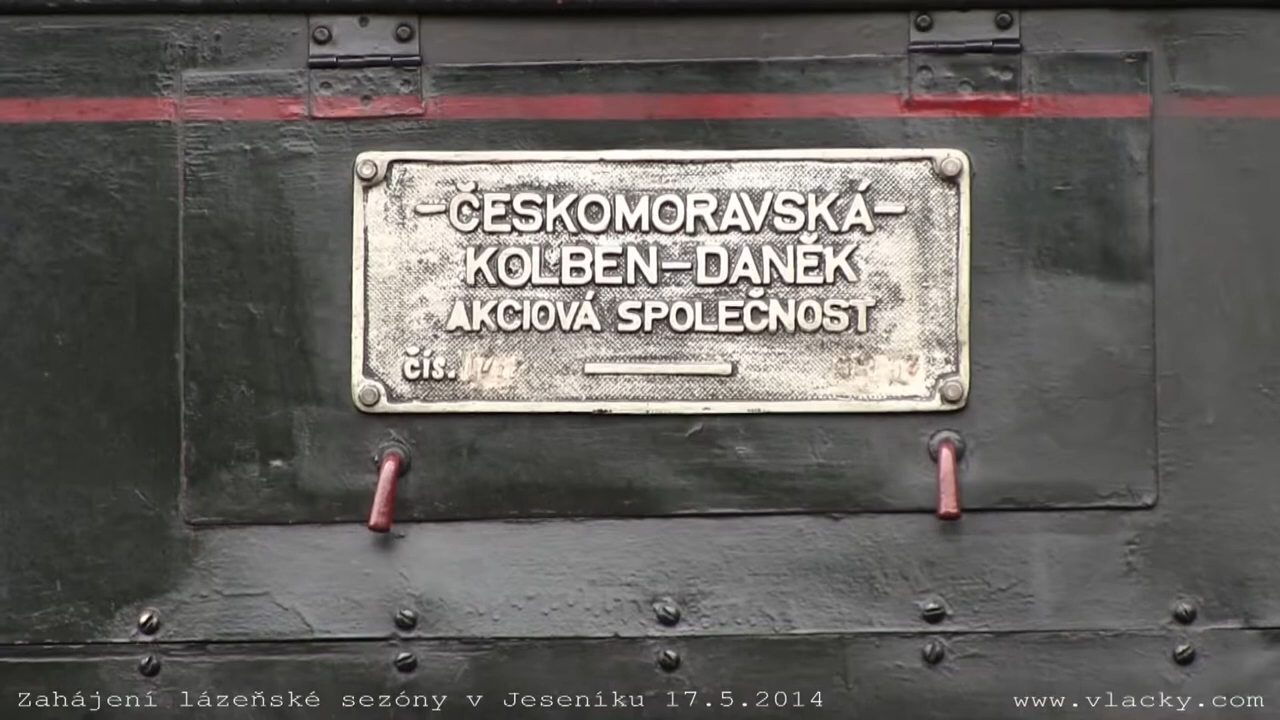 -ČESKOMORAVSKÁ-
KOLBEN-DANĚK
AKCIOVÁ SPOLEČNOST
čís.
Zahájení lázeňské sezóny v Jeseníku 17.5.2014
www.vlacky.com